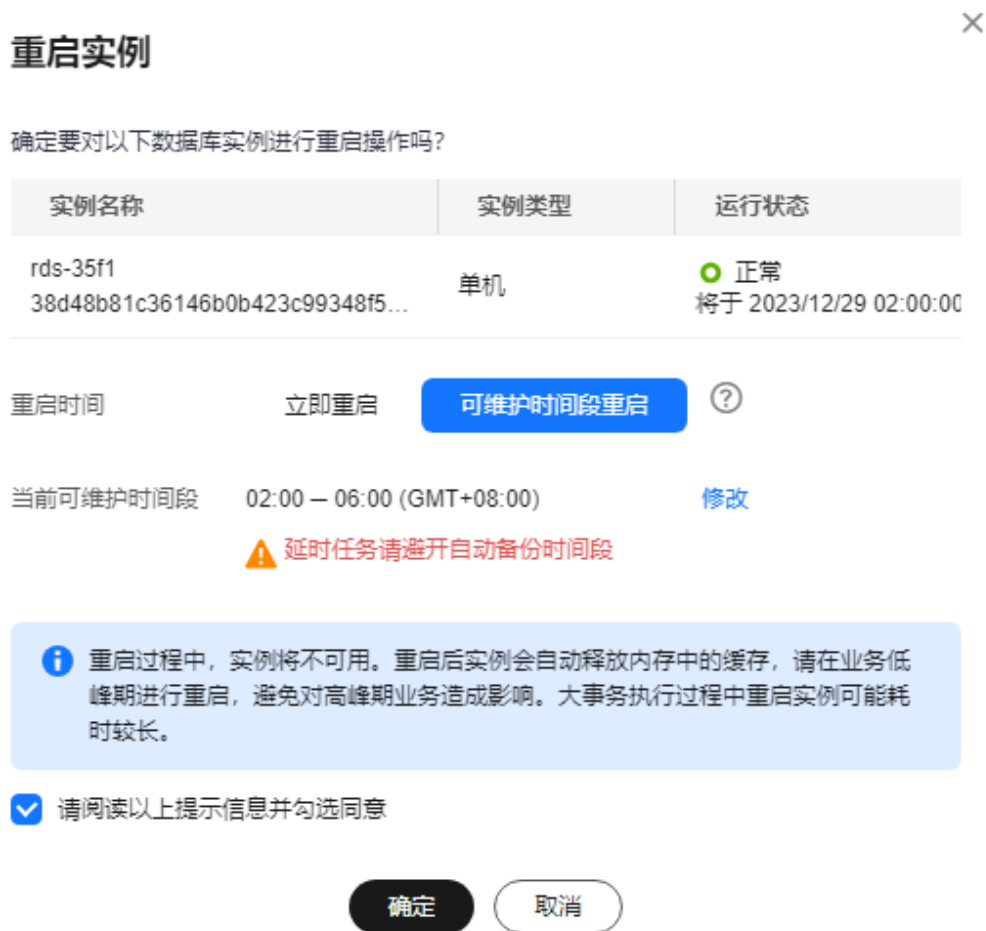 重启实例
确定要对以下数据库实例进行重启操作吗？
实例名称 实例类型 运行状态
rds-35f1
38d48b81c36146b0b423c99348f5...
单机
正常
将于 2023/12/29 02:00:00
重启时间 立即重启 可维护时间段重启 ?
当前可维护时间段 02:00 — 06:00 (GMT+08:00) 修改
延时任务请避开自动备份时间段
重启过程中，实例将不可用。重启后实例会自动释放内存中的缓存，请在业务低
峰期进行重启，避免对高峰期业务造成影响。大事务执行过程中重启实例可能耗
时较长。
请阅读以上提示信息并勾选同意
确定 取消